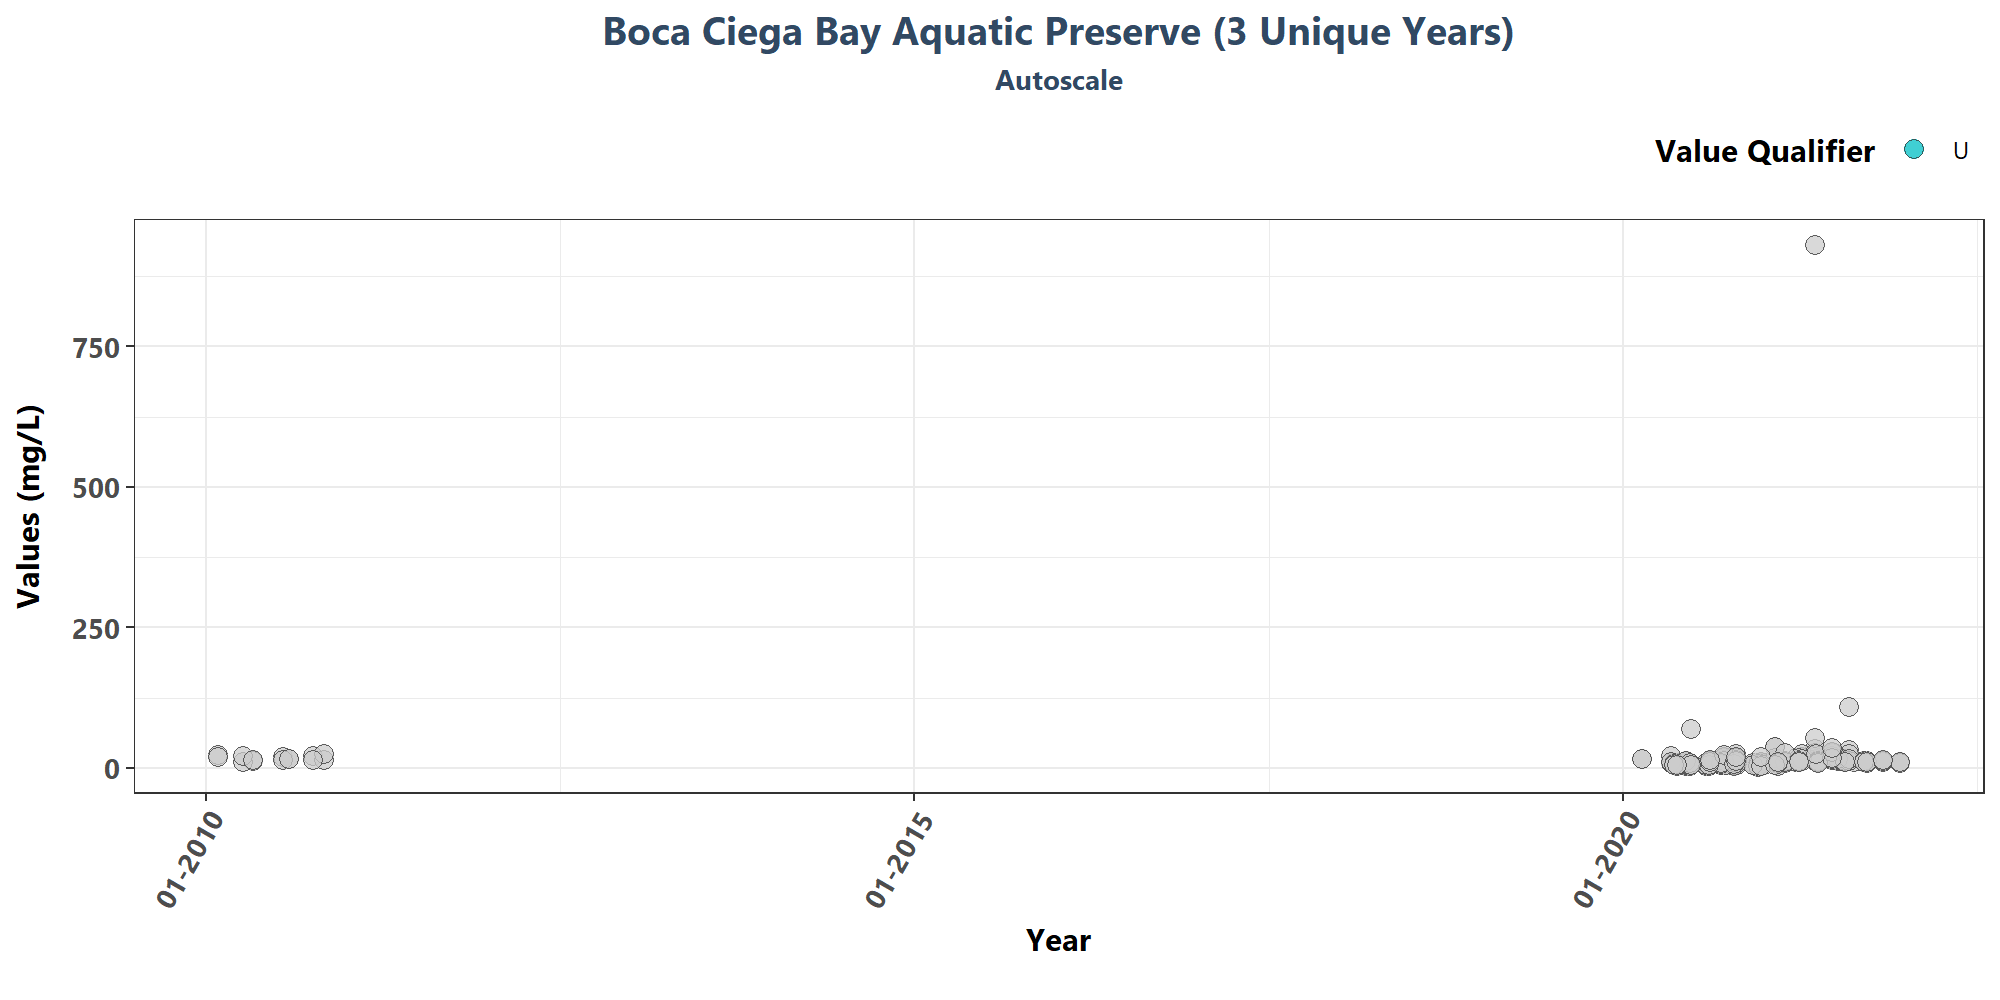 Boca Ciega Bay Aquatic Preserve (3 Unique Years)
Autoscale
Value Qualifier U
Values (mg/L)
750
500
250
0
01-2010
01-2015
01-2020
Year